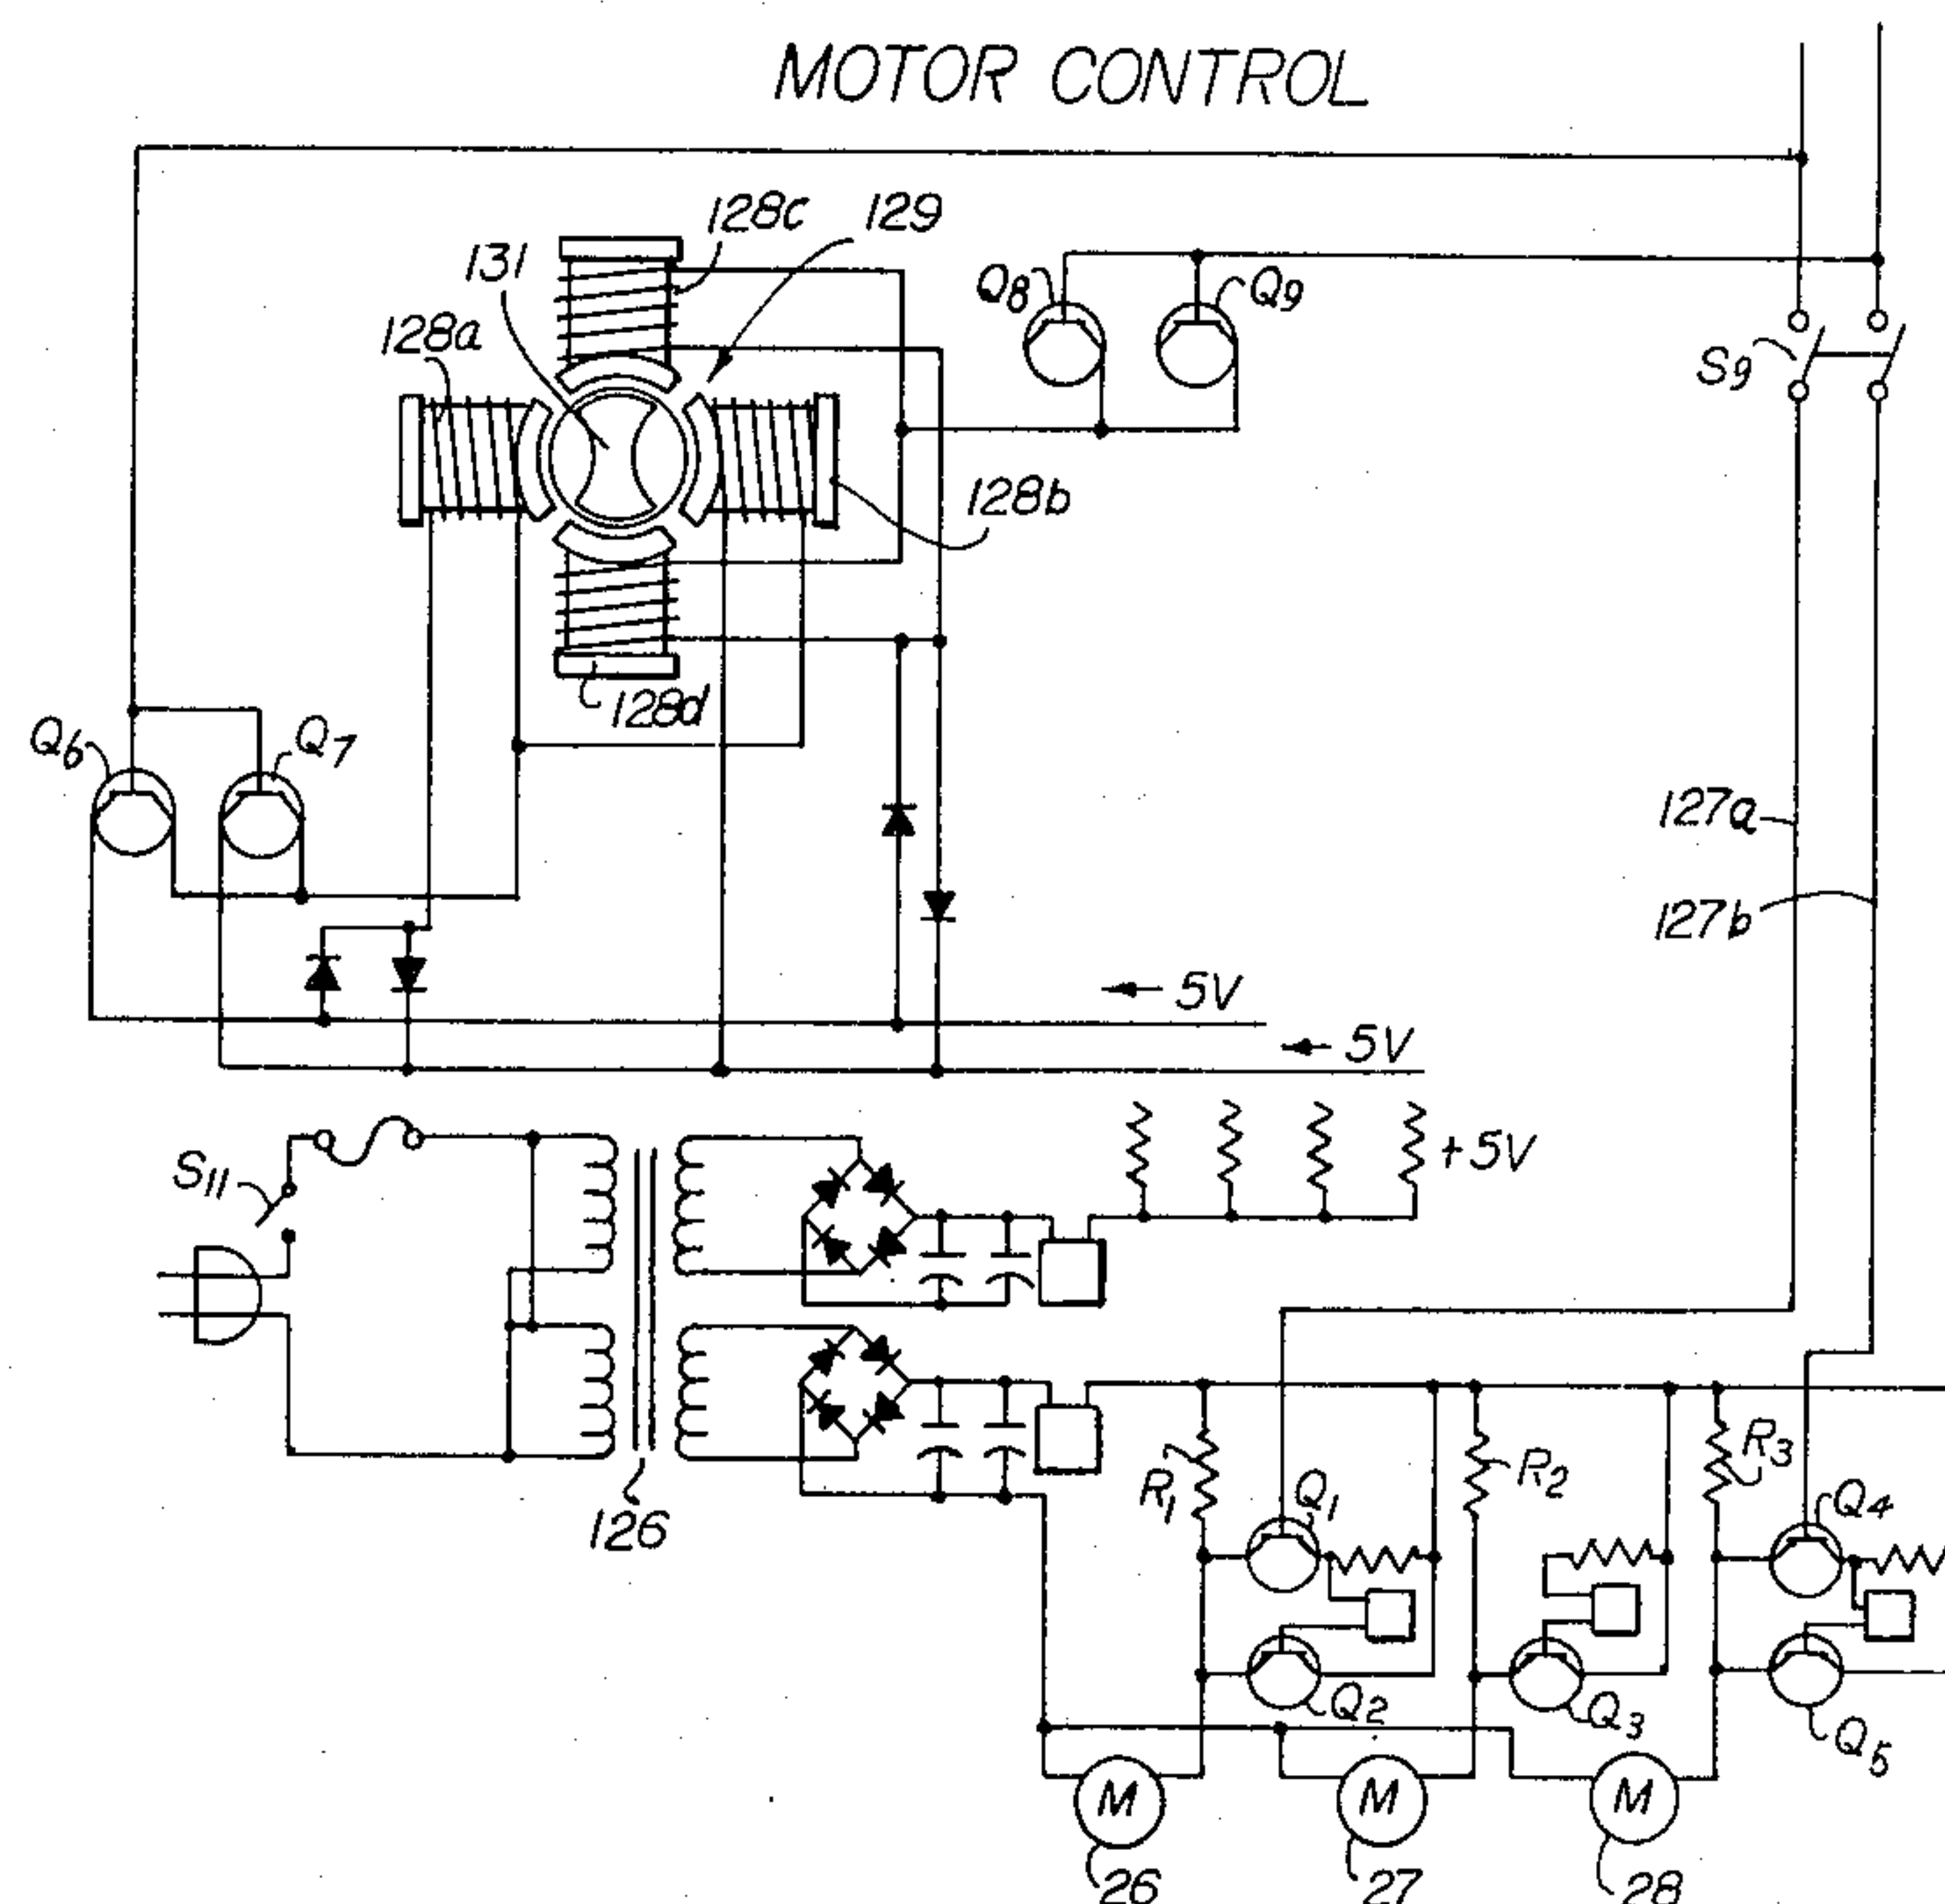 MOTOR CONTROL
128c
129
131
Q8
Q9
128a
S9
128b
128d
Q6
Q7
127a
127b
5V
5V
S11
+5V
126
R1
Q1
R2
R3
Q4
Q2
Q3
Q5
M
M
M
26
27
28